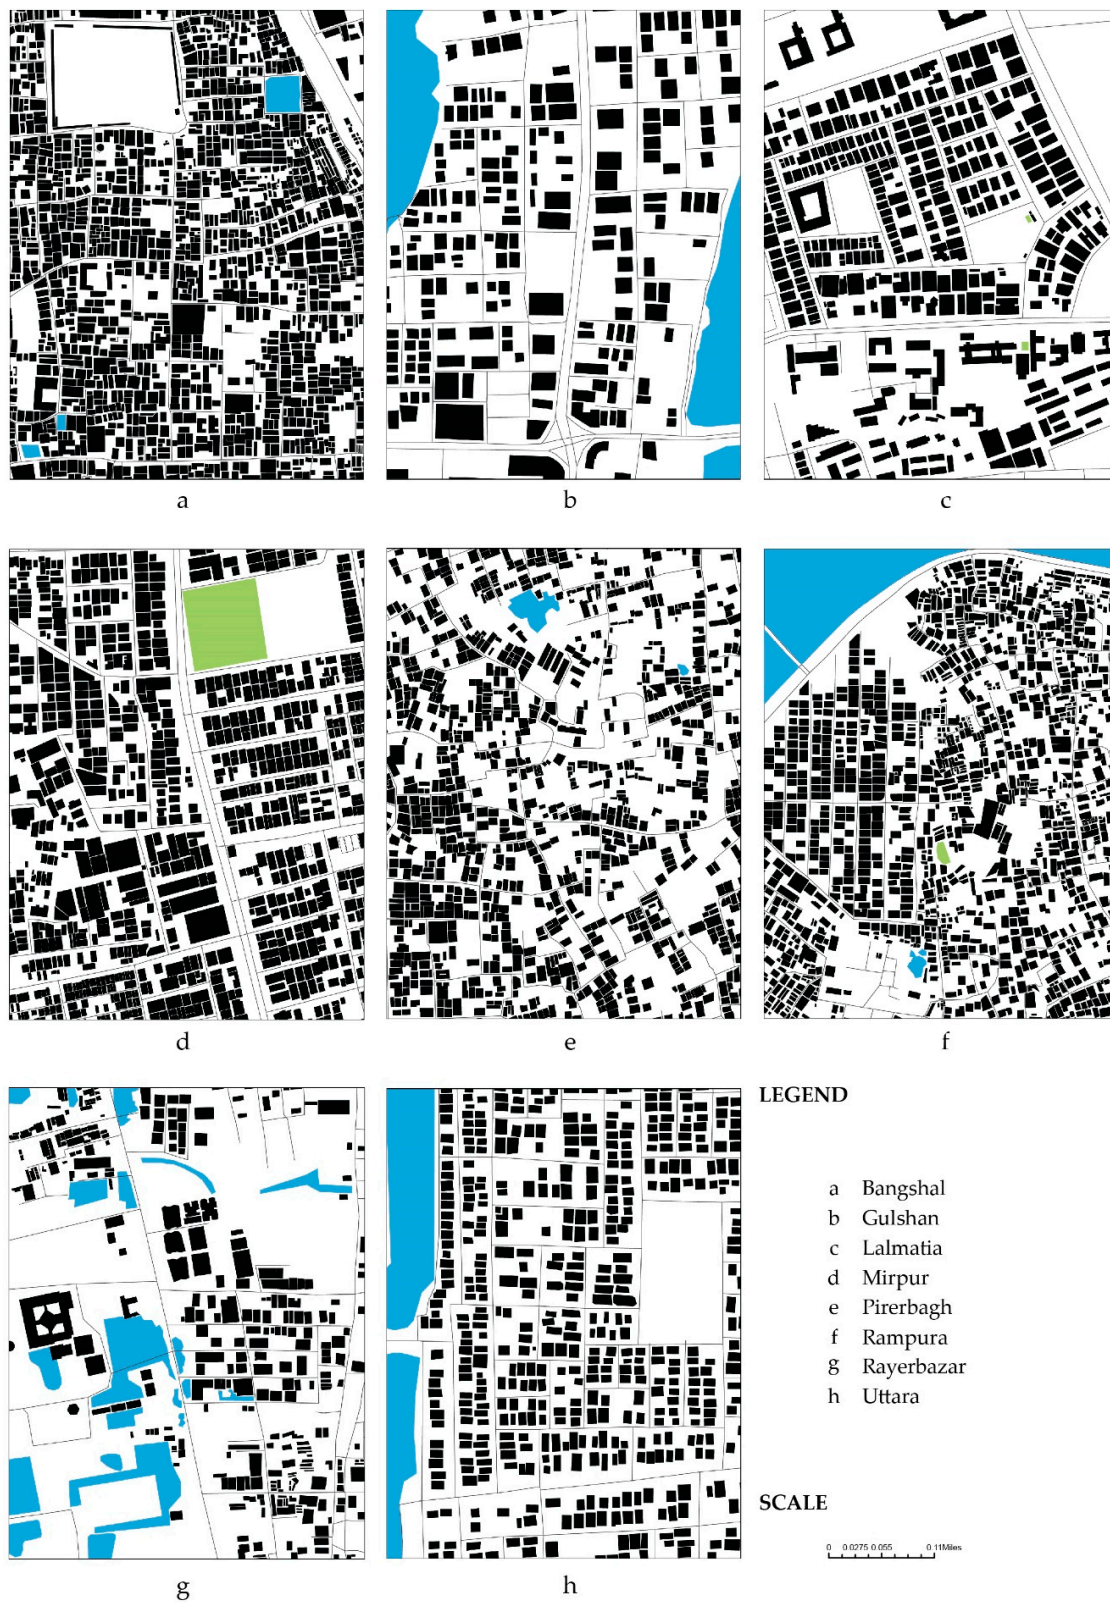 a
b
c
d
e
f
g
h
LEGEND
a Bangshal
b Gulshan
c Lalmatia
d Mirpur
e Pirerbagh
f Rampura
g Rayerbazar
h Uttara
SCALE
0 0.0275 0.055 0.11Miles